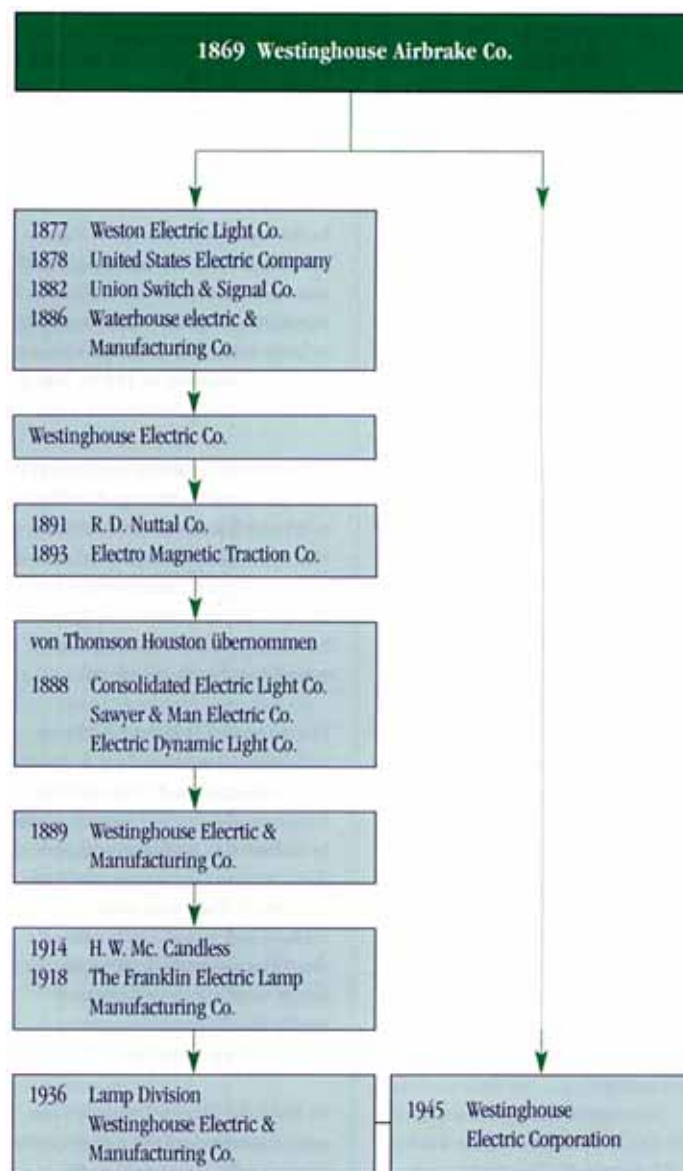 1869 Westinghouse Airbrake Co.
1877 Weston Electric Light Co.
1878 United States Electric Company
1882 Union Switch & Signal Co.
1886 Waterhouse electric &
Manufacturing Co.
Westinghouse Electric Co.
1891 R.D. Nuttal Co.
1893 Electro Magnetic Traction Co.
von Thomson Houston übernommen
1888 Consolidated Electric Light Co.
Sawyer & Man Electric Co.
Electric Dynamic Light Co.
1889 Westinghouse Elecrtic &
Manufacturing Co.
1914 H.W. Mc. Candless
1918 The Franklin Electric Lamp
Manufacturing Co.
1936 Lamp Division
Westinghouse Electric &
Manufacturing Co.
1945 Westinghouse
Electric Corporation